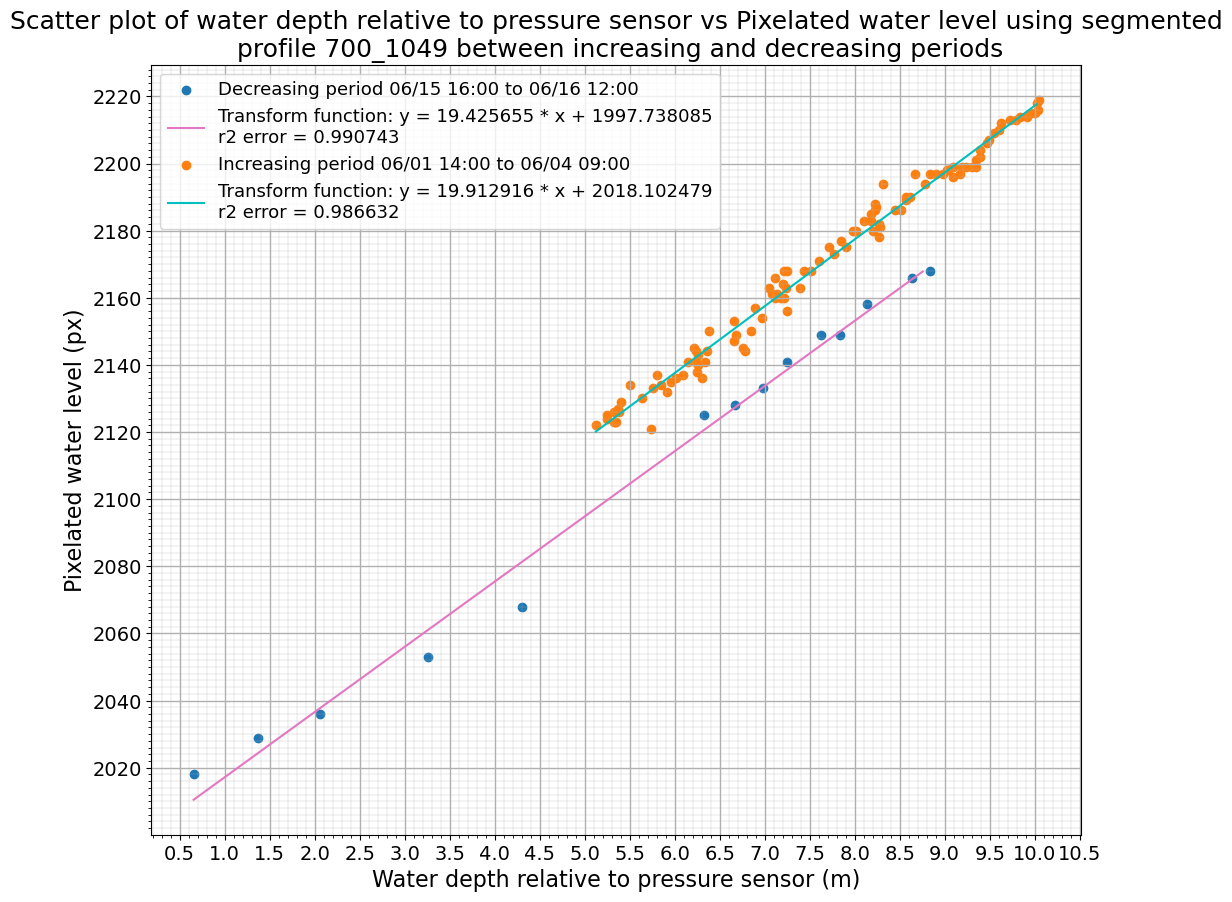 Scatter plot of water depth relative to pressure sensor vs Pixelated water level using segmented
profile 700_1049 between increasing and decreasing periods
Decreasing period 06/15 16:00 to 06/16 12:00
Transform function: y = 19.425655 * x + 1997.738085
r2 error = 0.990743
Increasing period 06/01 14:00 to 06/04 09:00
Transform function: y = 19.912916 * x + 2018.102479
r2 error = 0.986632
Pixelated water level (px)
2220
2200
2180
2160
2140
2120
2100
2080
2060
2040
2020
0.5 1.0 1.5 2.0 2.5 3.0 3.5 4.0 4.5 5.0 5.5 6.0 6.5 7.0 7.5 8.0 8.5 9.0 9.5 10.0 10.5
Water depth relative to pressure sensor (m)